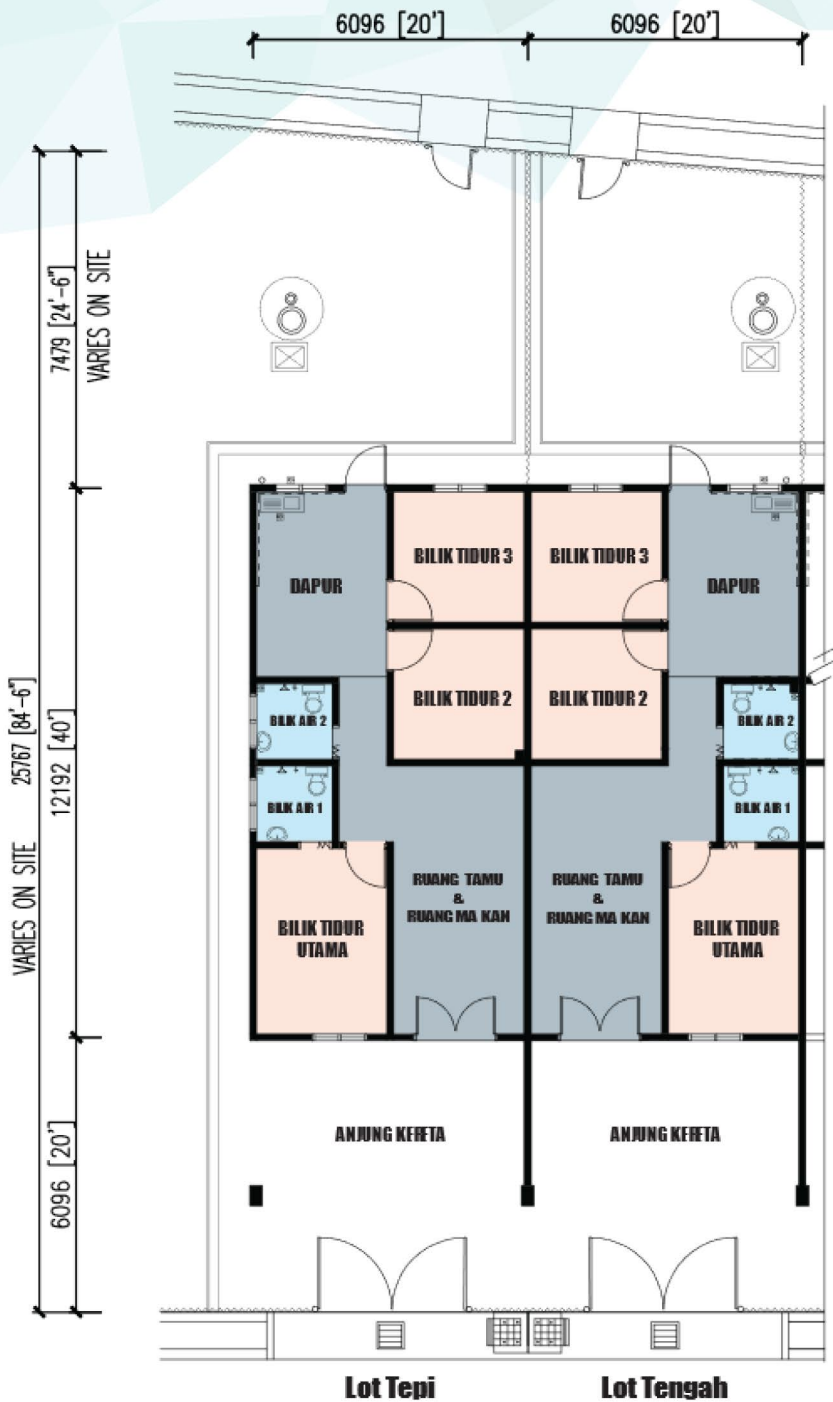 6096 [20']
6096 [20']
7479 [24'-6"]
VARIES ON SITE
BILIK TIDUR 3
BILIK TIDUR 3
DAPUR
DAPUR
BILIK TIDUR 2
BILIK TIDUR 2
BILIK AIR 2
BILIK AIR 2
25767 [84'-6"]
VARIES ON SITE
12192 [40']
BILIK AIR 1
BILIK AIR 1
RUANG TAMU
&
RUANG MA KAN
RUANG TAMU
&
RUANG MA KAN
BILIK TIDUR
UTAMA
BILIK TIDUR
UTAMA
ANJUNG KERETA
ANJUNG KERETA
6096 [20']
Lot Tepi
Lot Tengah